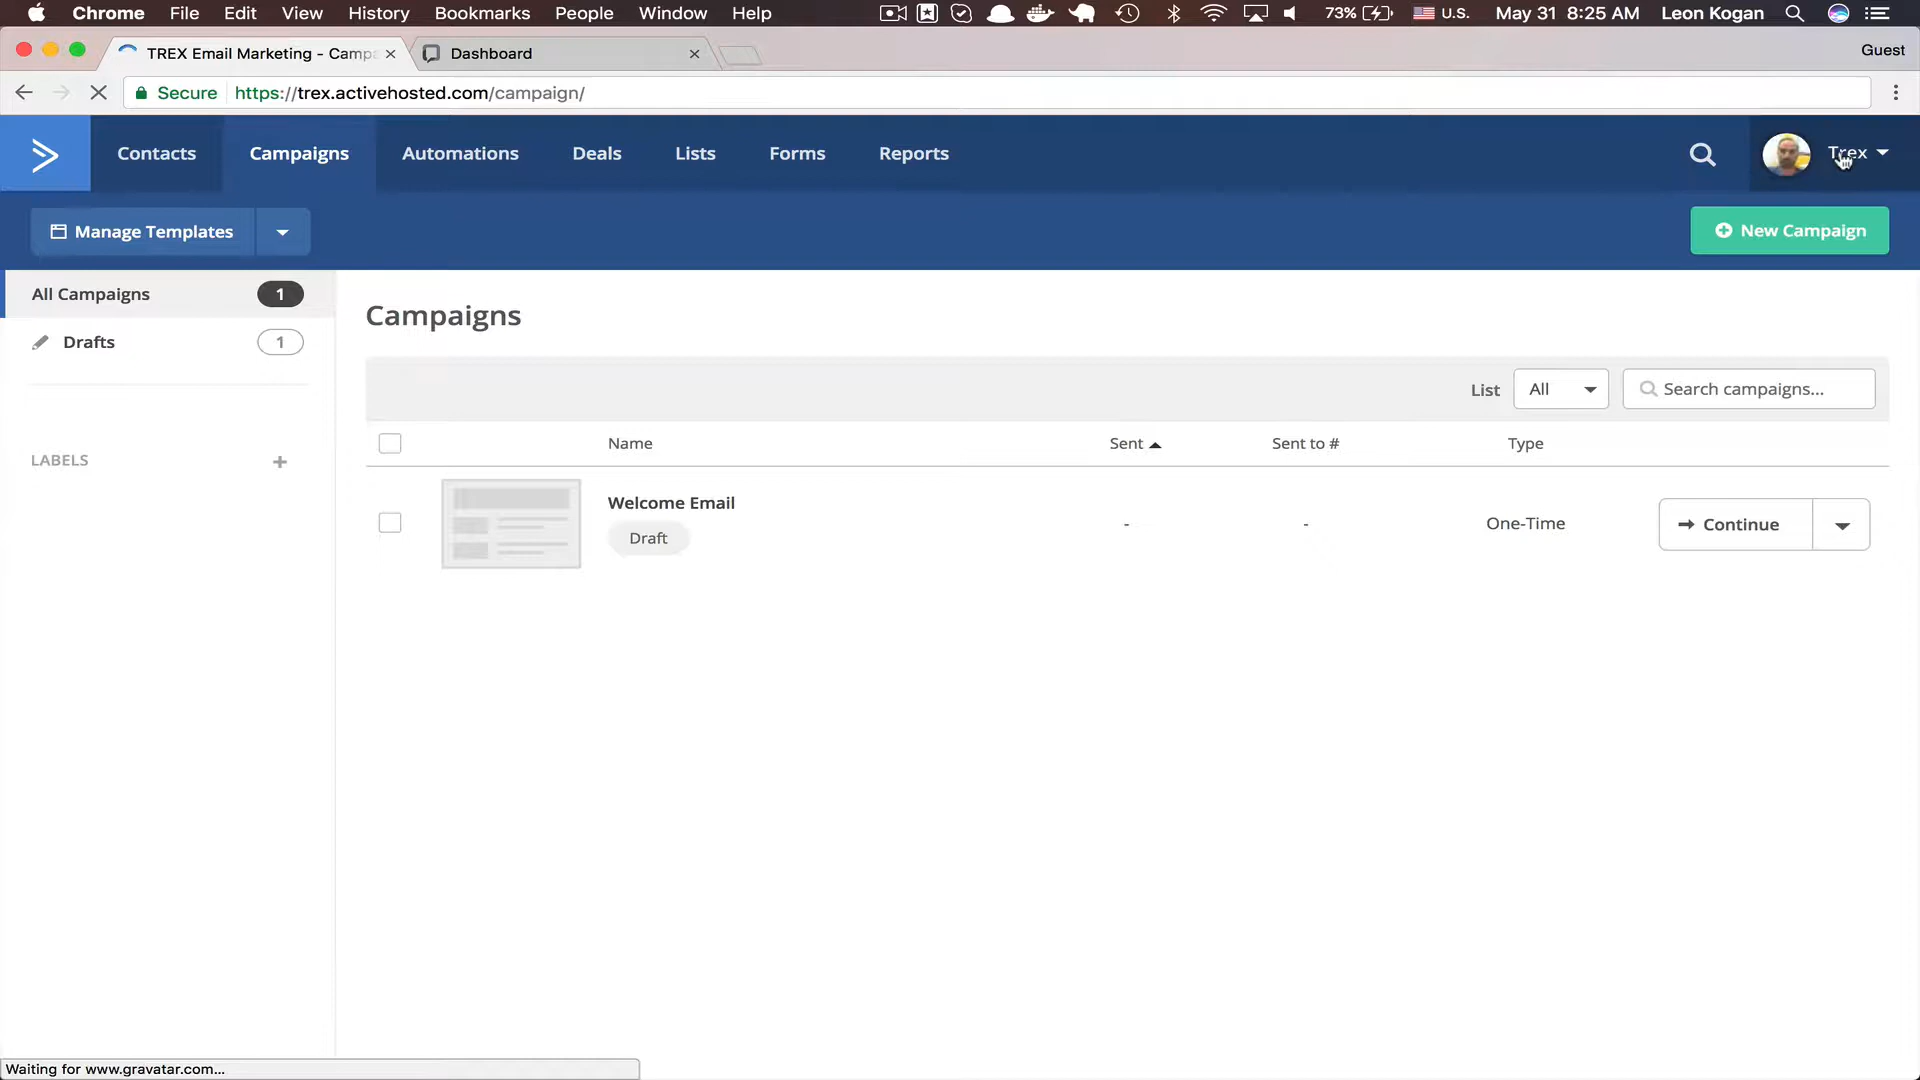 Chrome File Edit View History Bookmarks People Window Help 73% U.S. May 31 8:25 AM Leon Kogan
TREX Email Marketing - Campa Dashboard Guest
Secure https://trex.activehosted.com/campaign/
Contacts Campaigns Automations Deals Lists Forms Reports Trex
Manage Templates New Campaign
All Campaigns 1
Drafts 1
LABELS +
Campaigns
List All Search campaigns...
Name Sent Sent to # Type
Welcome Email
Draft
- - One-Time Continue
Waiting for www.gravatar.com...